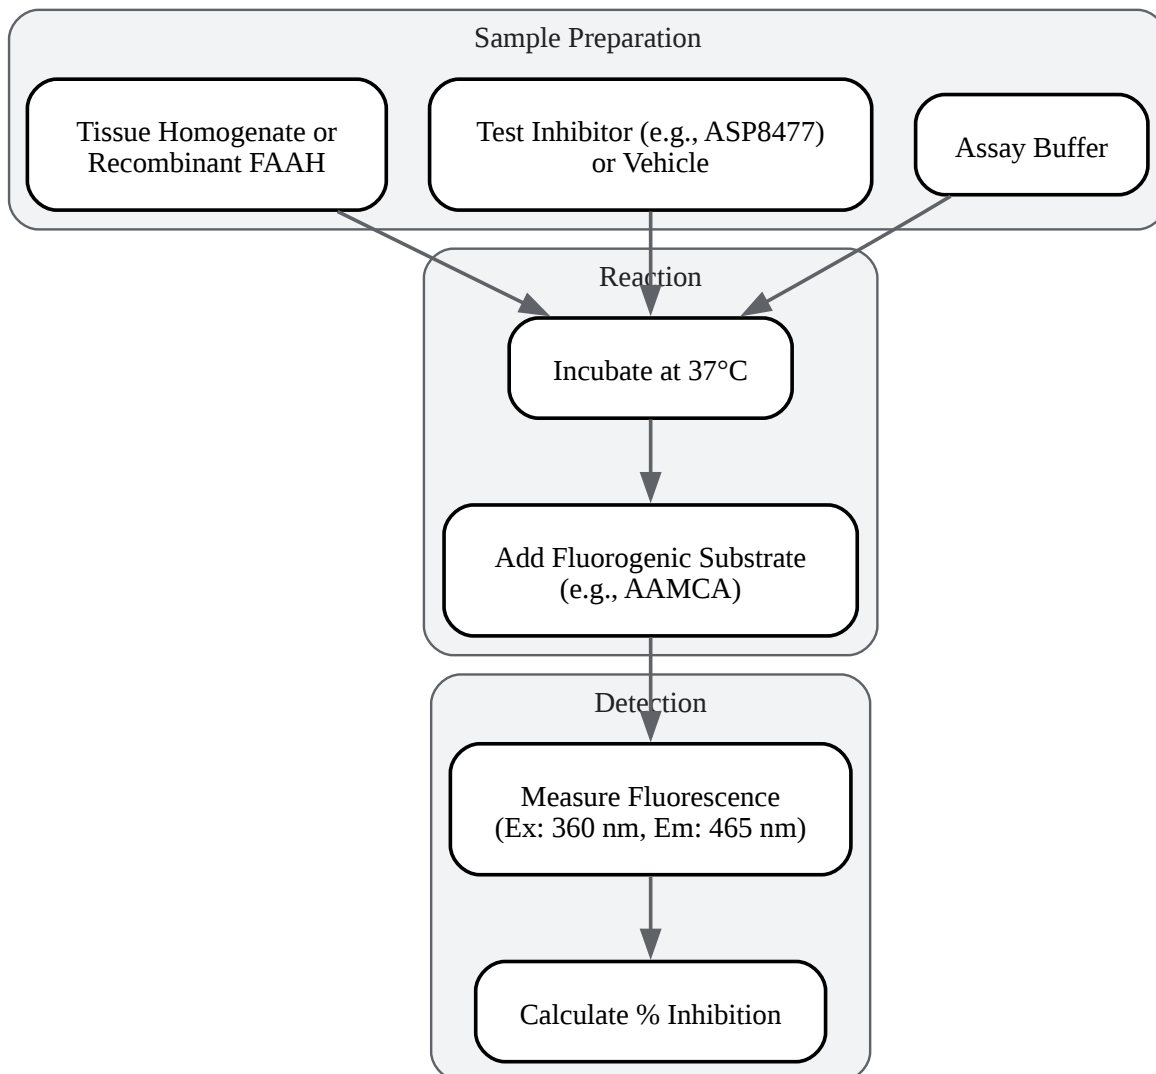 Sample Preparation
Tissue Homogenate or
Recombinant FAAH
Test Inhibitor (e.g., ASP8477)
or Vehicle
Assay Buffer
Reaction
Incubate at 37°C
Add Fluorogenic Substrate
(e.g., AAMCA)
Detection
Measure Fluorescence
(Ex: 360 nm, Em: 465 nm)
Calculate % Inhibition